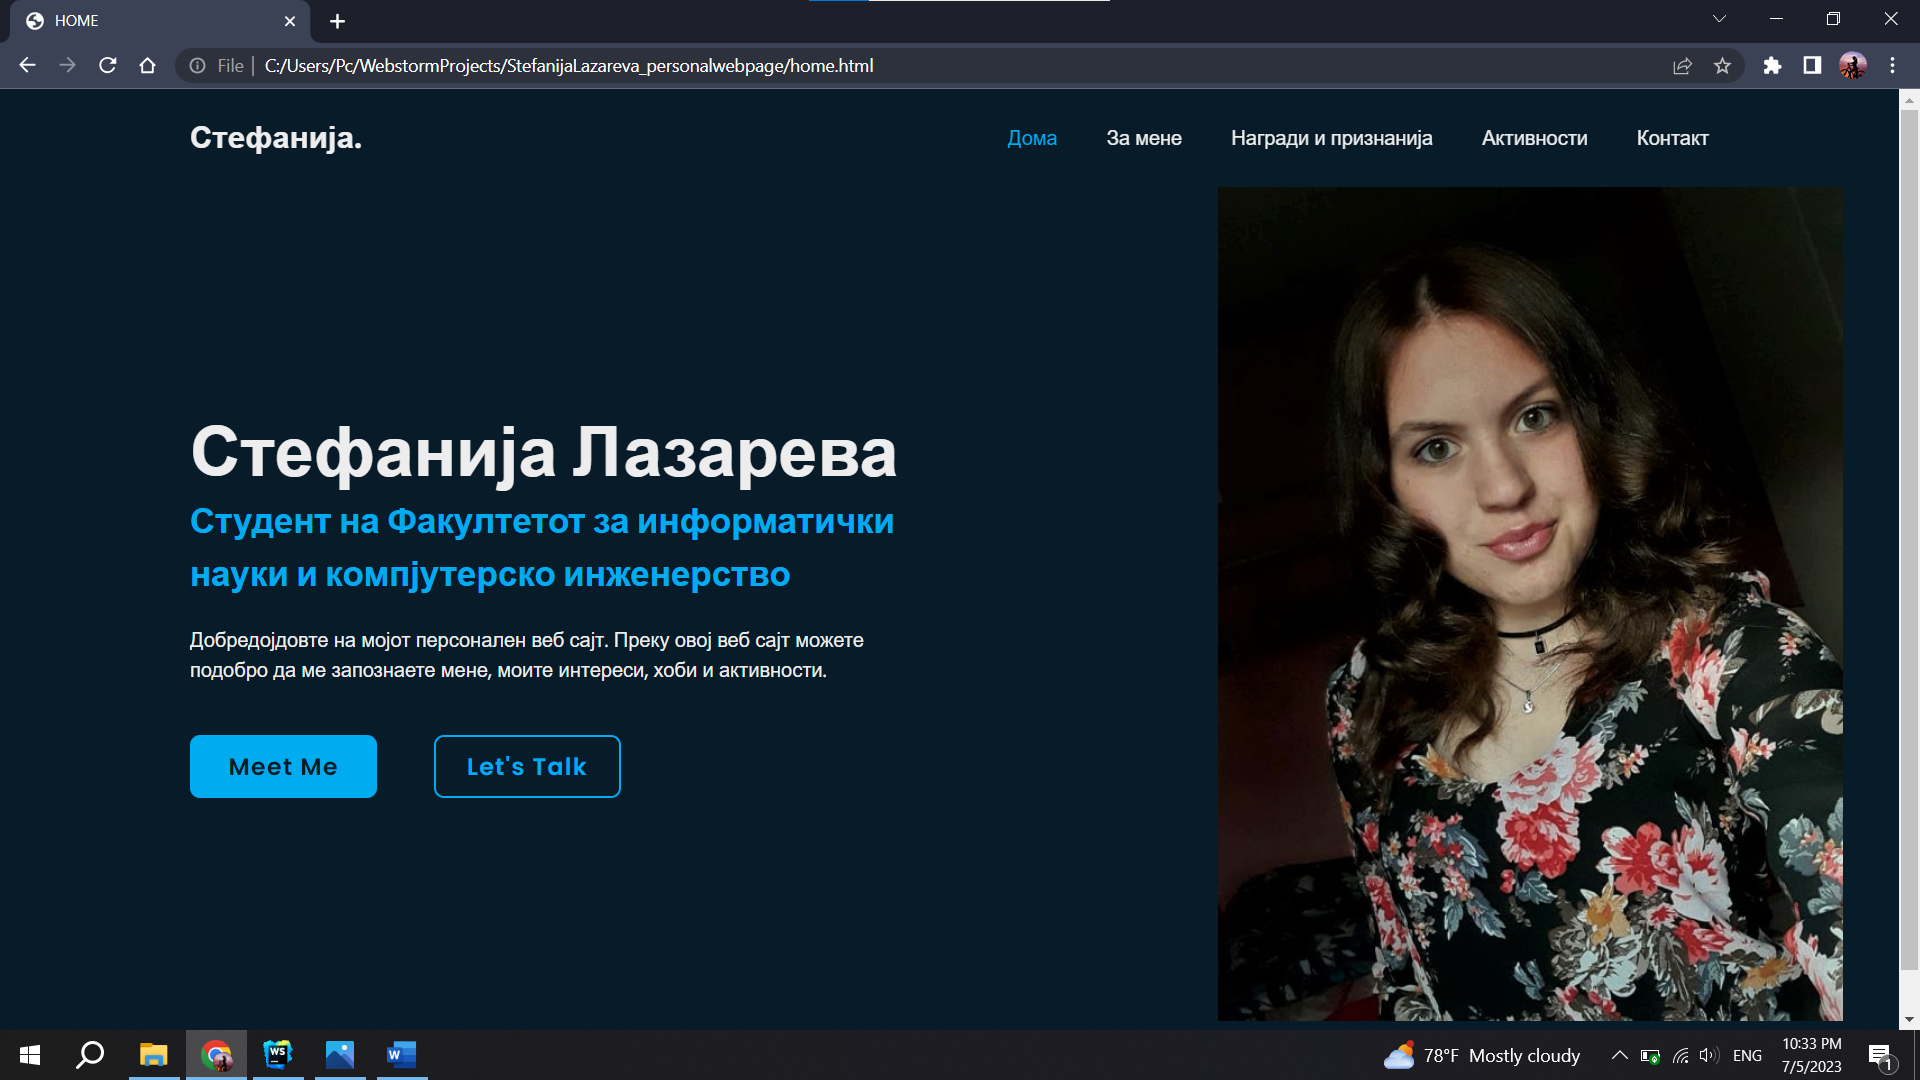 HOME
File
C:/Users/Pc/WebstormProjects/StefanijaLazareva_personalwebpage/home.html
Стефанија.
Дома За мене Награди и признанија Активности Контакт
Стефанија Лазарева
Студент на Факултетот за информатички
науки и компјутерско инженерство
Добредојдовте на мојот персонален веб сајт. Преку овој веб сајт можете
подобро да ме запознаете мене, моите интереси, хоби и активности.
Meet Me
Let's Talk
WS
W
78°F Mostly cloudy
ENG
10:33 PM
7/5/2023
1